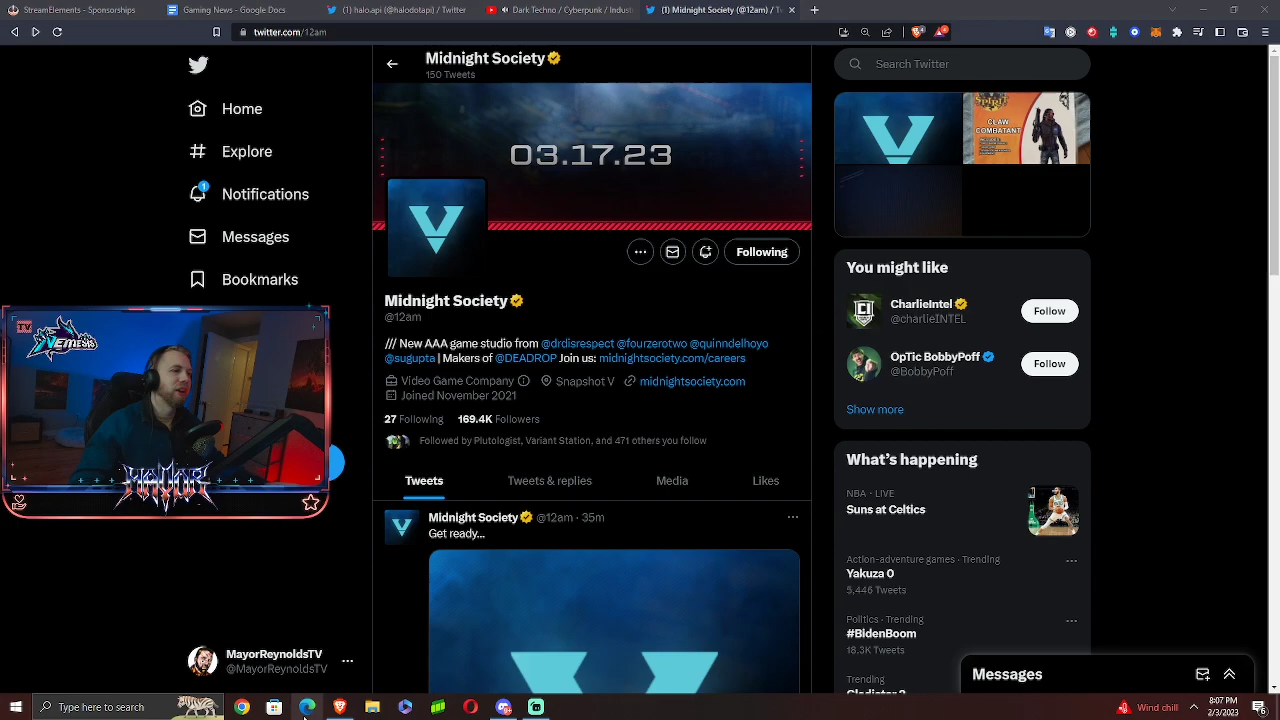 StreamElements - Sponsorships
Gaming News - Google Docs
(1) haloapi (@halodotapi) / Twitter
Dark Techno / Cyberpunk / Indust
(1) Midnight Society (@12am) / Tw
twitter.com/12am
Midnight Society
150 Tweets
Search Twitter
Home
Explore
1
Notifications
Messages
Bookmarks
03.17.23
SPIRIT
CLAW
COMBATANT
Following
Midnight Society
@12am
/// New AAA game studio from @drdisrespect @fourzerotwo @quinndelhoyo
@sugupta | Makers of @DEADROP Join us: midnightsociety.com/careers
Video Game Company
Snapshot V
midnightsociety.com
Joined November 2021
27 Following 169.4K Followers
Followed by Plutologist, Variant Station, and 471 others you follow
Tweets
Tweets & replies
Media
Likes
Midnight Society @12am · 35m
Get ready...
You might like
CharlieIntel
@charlieINTEL
Follow
OpTic BobbyPoff
@BobbyPoff
Follow
Show more
What's happening
NBA · LIVE
Suns at Celtics
Action-adventure games · Trending
Yakuza 0
5,446 Tweets
Politics · Trending
#BidenBoom
18.3K Tweets
Trending
Messages
MAYOR
MayorReynoldsTV
@MayorReynoldsTV
Type here to search
Wind chill
8:07 PM
2/3/2023